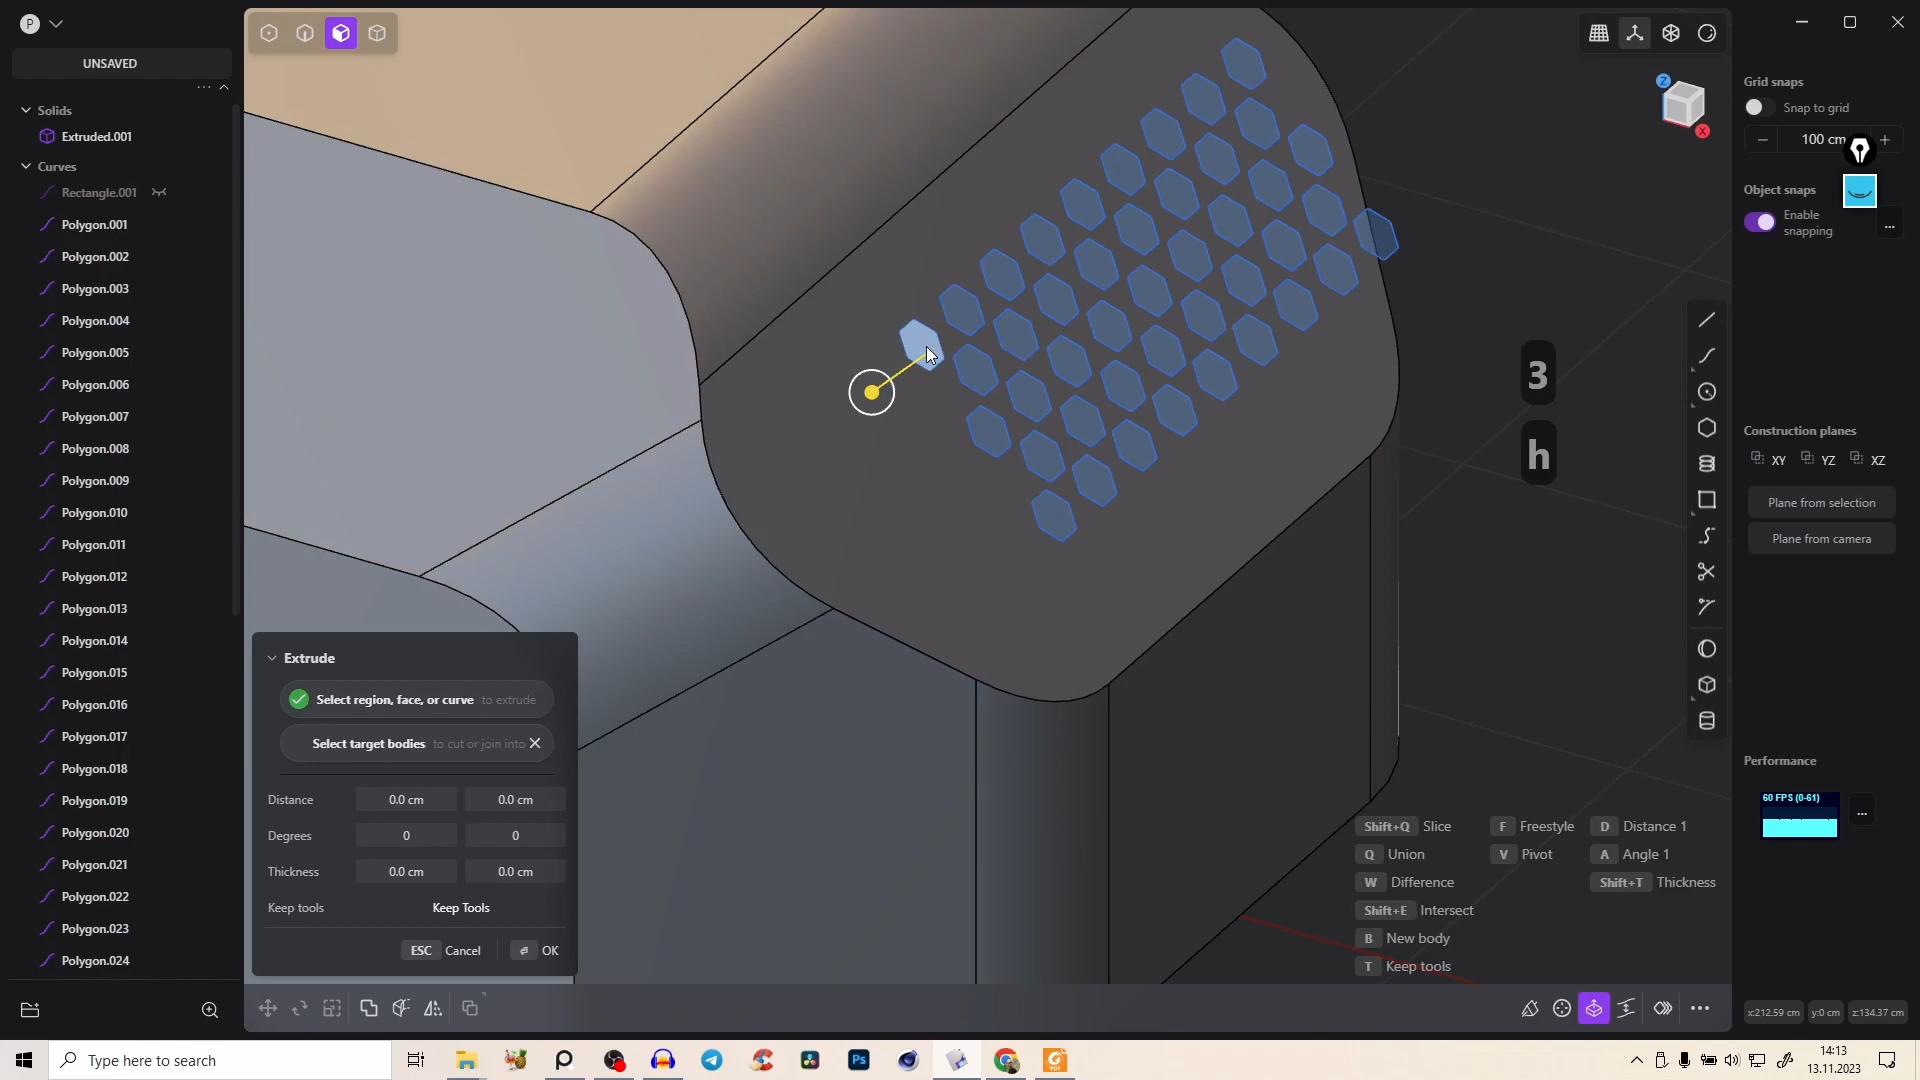 P
UNSAVED
Solids
Extruded.001
Curves
Rectangle.001
Polygon.001
Polygon.002
Polygon.003
Polygon.004
Polygon.005
Polygon.006
Polygon.007
Polygon.008
Polygon.009
Polygon.010
Polygon.011
Polygon.012
Polygon.013
Polygon.014
Polygon.015
Polygon.016
Polygon.017
Polygon.018
Polygon.019
Polygon.020
Polygon.021
Polygon.022
Polygon.023
Polygon.024
Z
X
3
h
Extrude
Select region, face, or curve to extrude
Select target bodies to cut or join into
Distance 0.0 cm 0.0 cm
Degrees 0 0
Thickness 0.0 cm 0.0 cm
Keep tools Keep Tools
ESC Cancel OK
Shift+Q Slice F Freestyle D Distance 1
Q Union V Pivot A Angle 1
W Difference Shift+T Thickness
Shift+E Intersect
B New body
T Keep tools
Grid snaps
Snap to grid
100 cm
Object snaps
Enable snapping
Construction planes
XY YZ XZ
Plane from selection
Plane from camera
Performance
60 FPS (0-61)
x:212.59 cm y:0 cm z:134.37 cm
Type here to search
Ps
PDF
14:13
13.11.2023